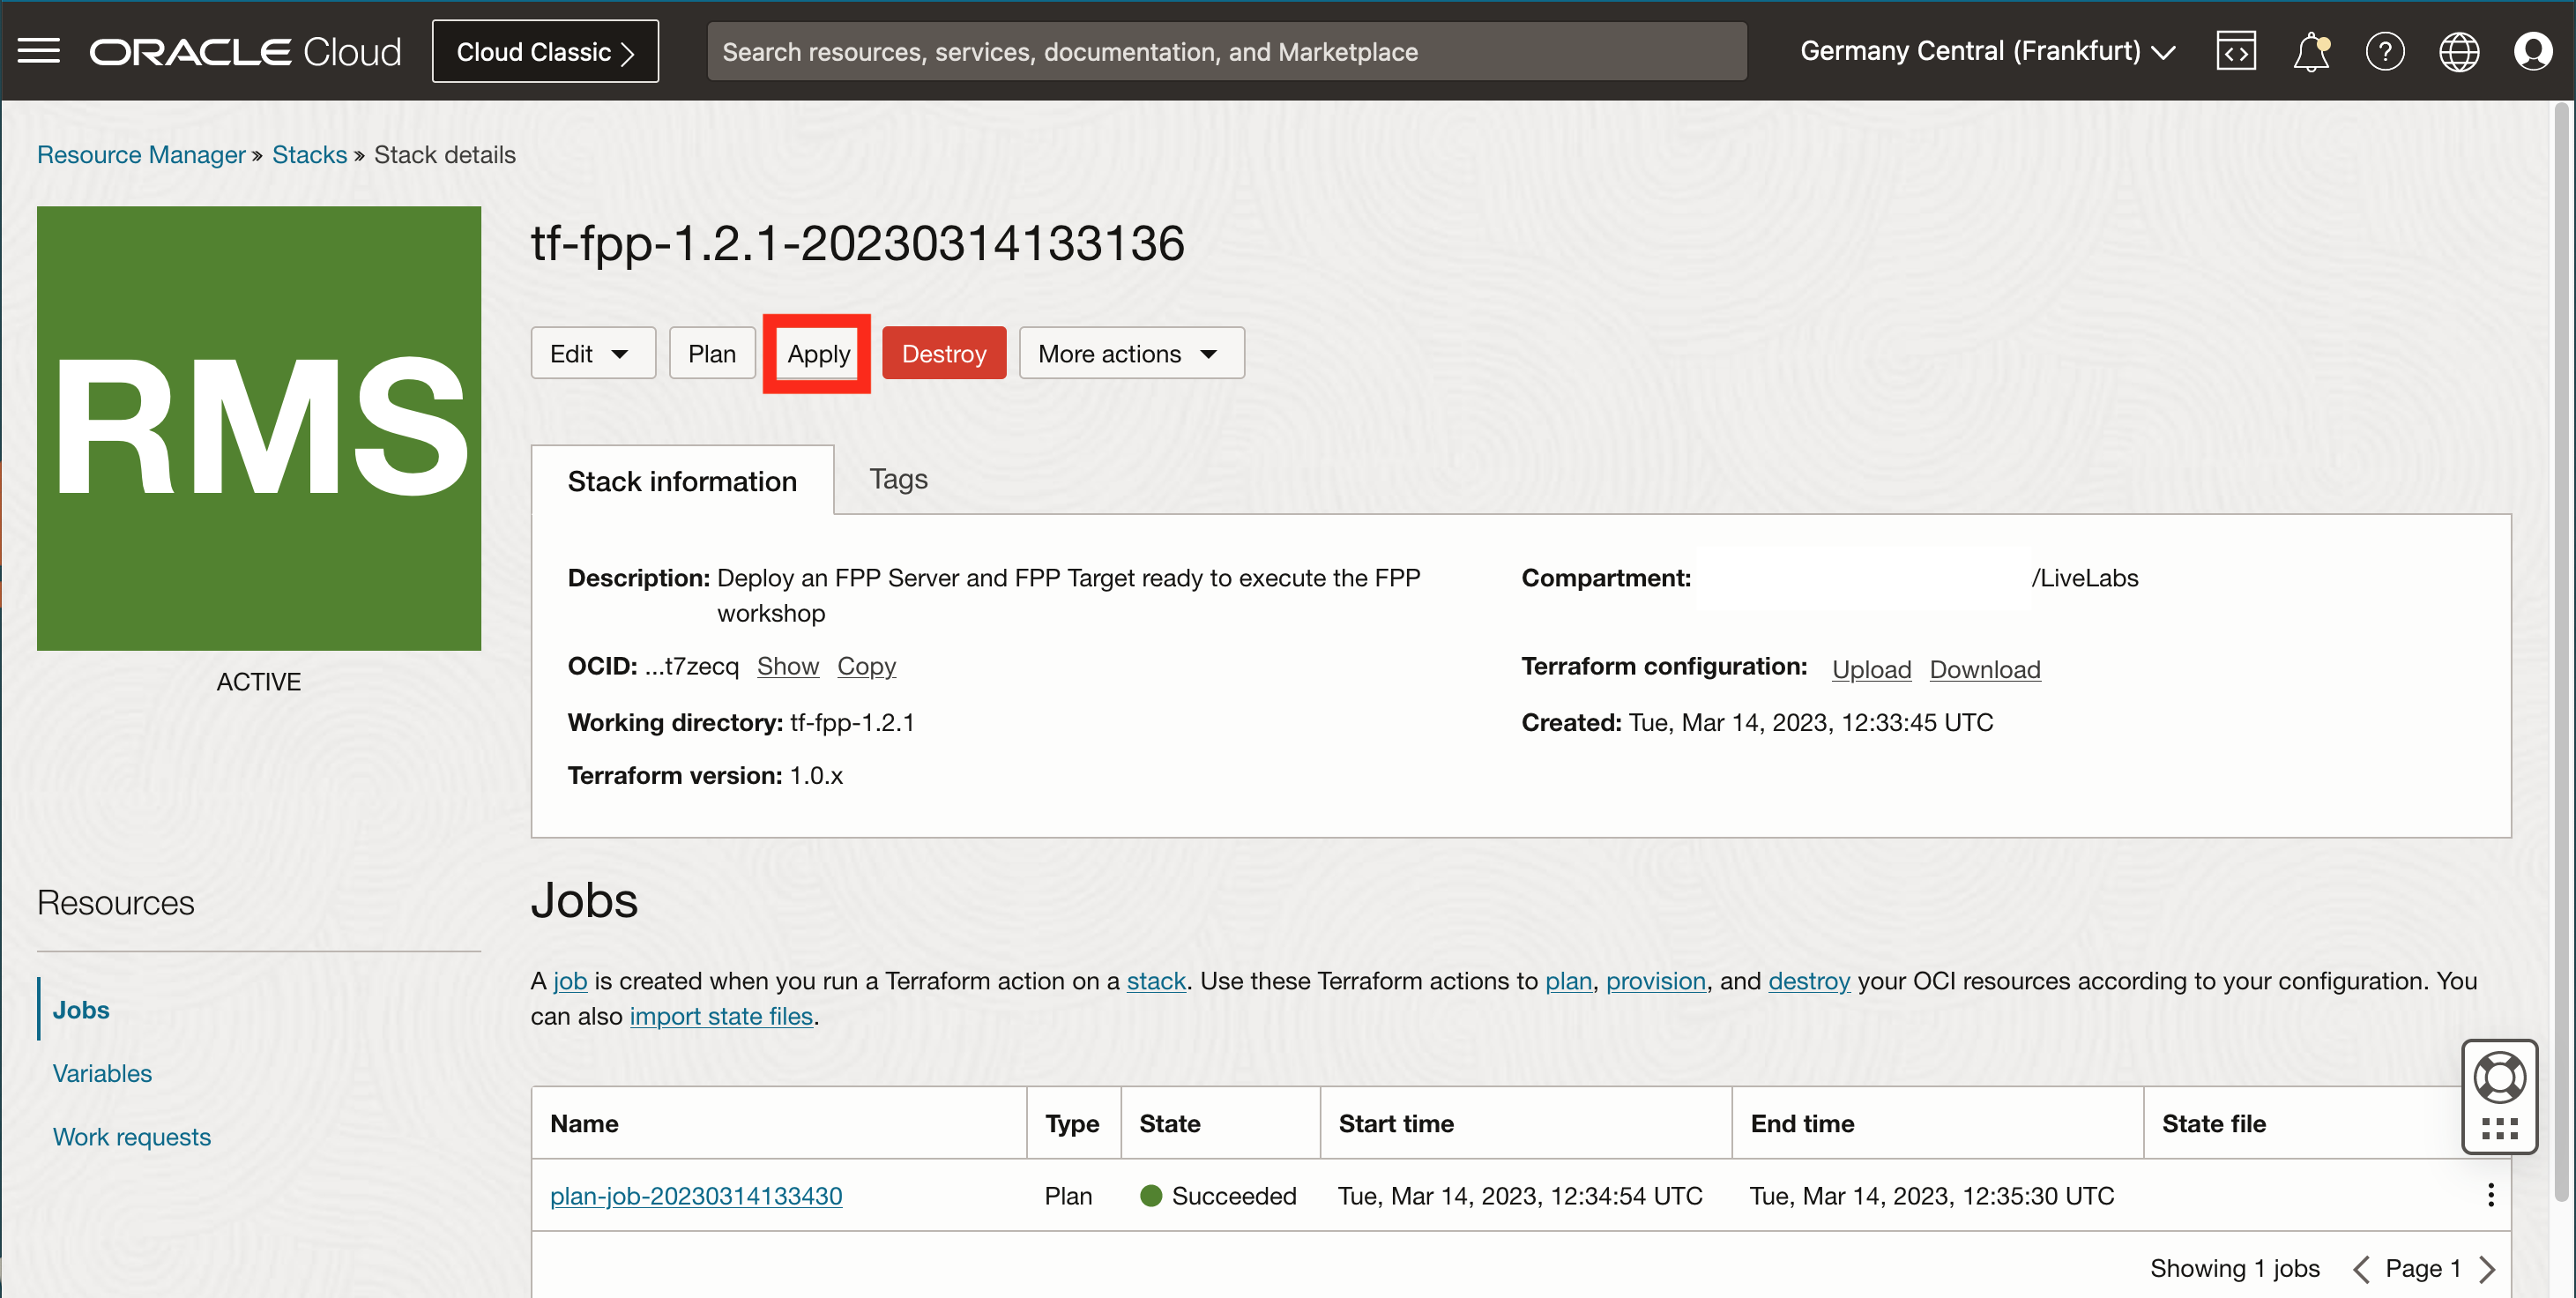 ORACLE Cloud
Cloud Classic
Search resources, services, documentation, and Marketplace
Germany Central (Frankfurt)
Resource Manager » Stacks » Stack details
RMS
ACTIVE
tf-fpp-1.2.1-20230314133136
Edit
Plan
Apply
Destroy
More actions
Stack information
Tags
Description: Deploy an FPP Server and FPP Target ready to execute the FPP
workshop
Compartment: /LiveLabs
OCID: ...t7zecq Show Copy
Terraform configuration: Upload Download
Working directory: tf-fpp-1.2.1
Created: Tue, Mar 14, 2023, 12:33:45 UTC
Terraform version: 1.0.x
Resources
Jobs
Variables
Work requests
Jobs
A job is created when you run a Terraform action on a stack. Use these Terraform actions to plan, provision, and destroy your OCI resources according to your configuration. You
can also import state files.
Name Type State Start time End time State file
plan-job-20230314133430 Plan Succeeded Tue, Mar 14, 2023, 12:34:54 UTC Tue, Mar 14, 2023, 12:35:30 UTC
Showing 1 jobs Page 1